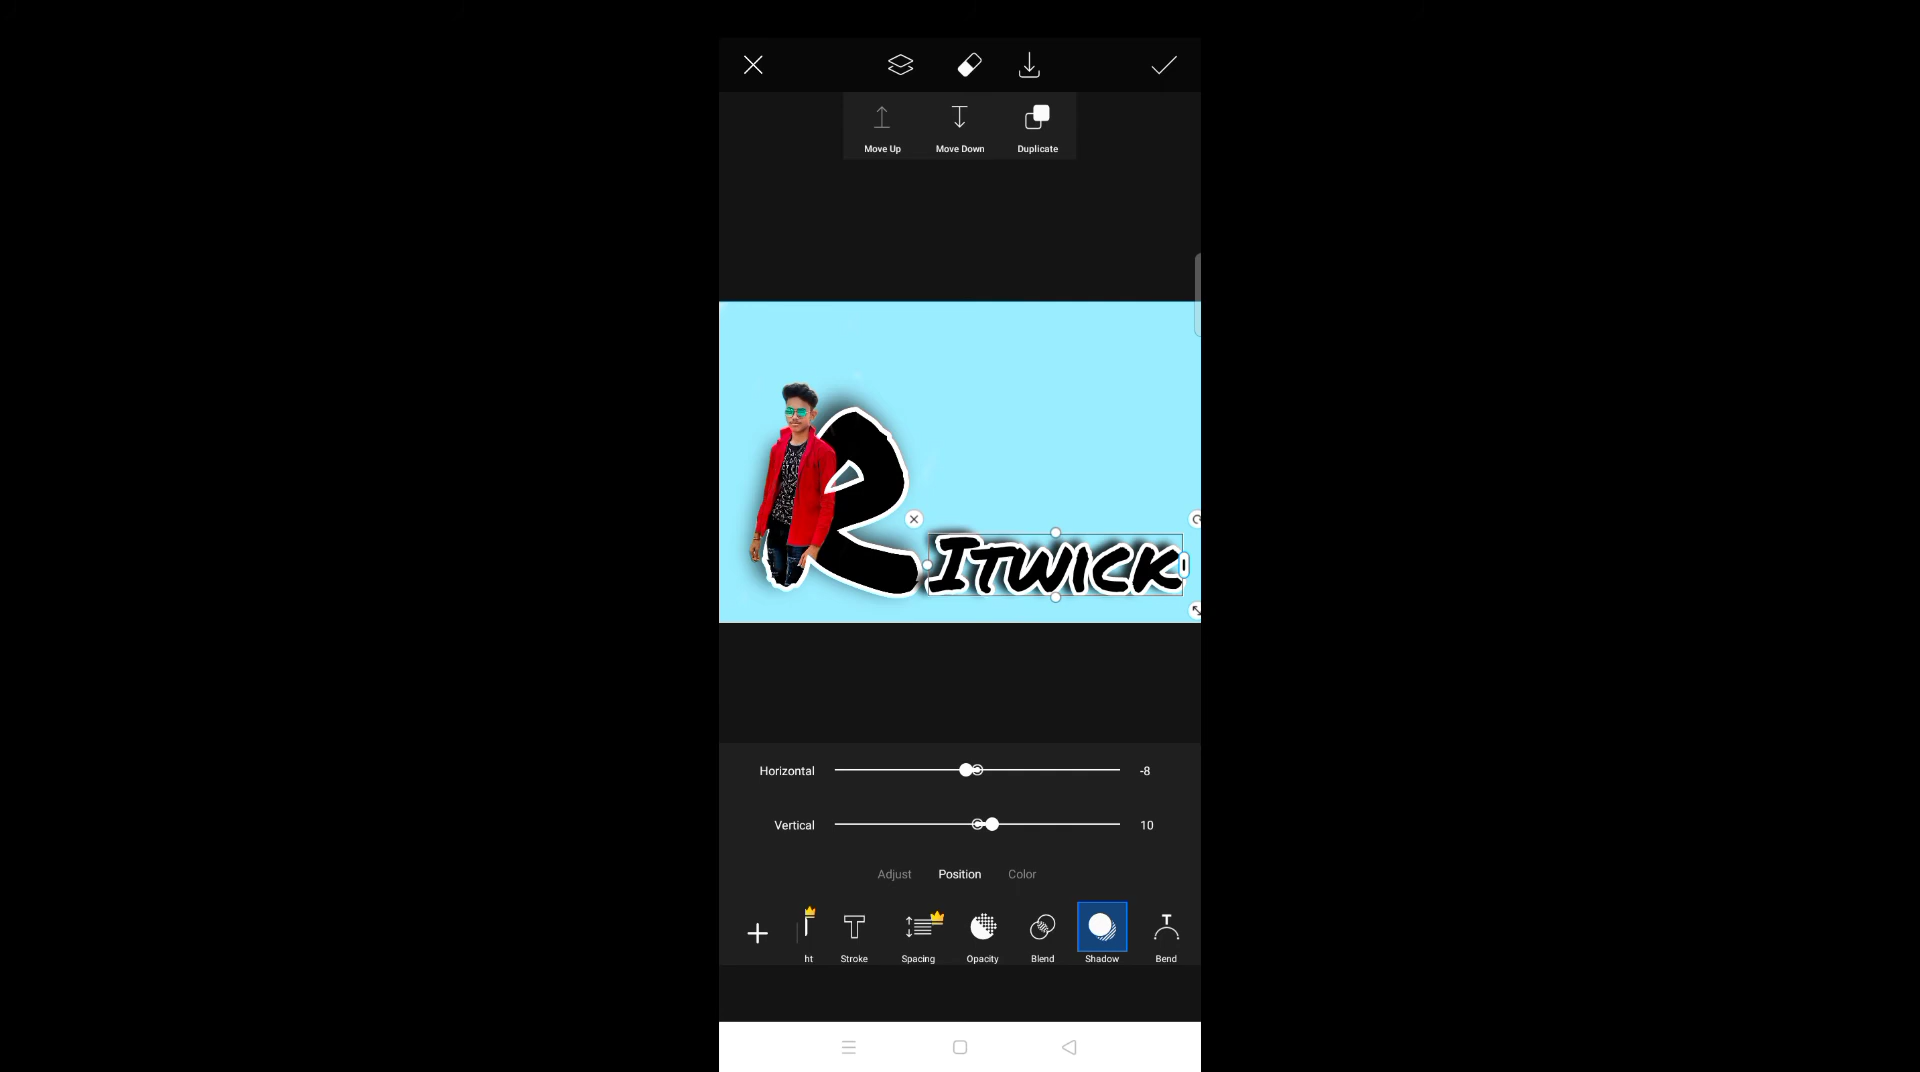 Move Up Move Down Duplicate
R
ITWICK
Horizontal -8
Vertical 10
Adjust Position Color
ht Stroke Spacing Opacity Blend Shadow Bend